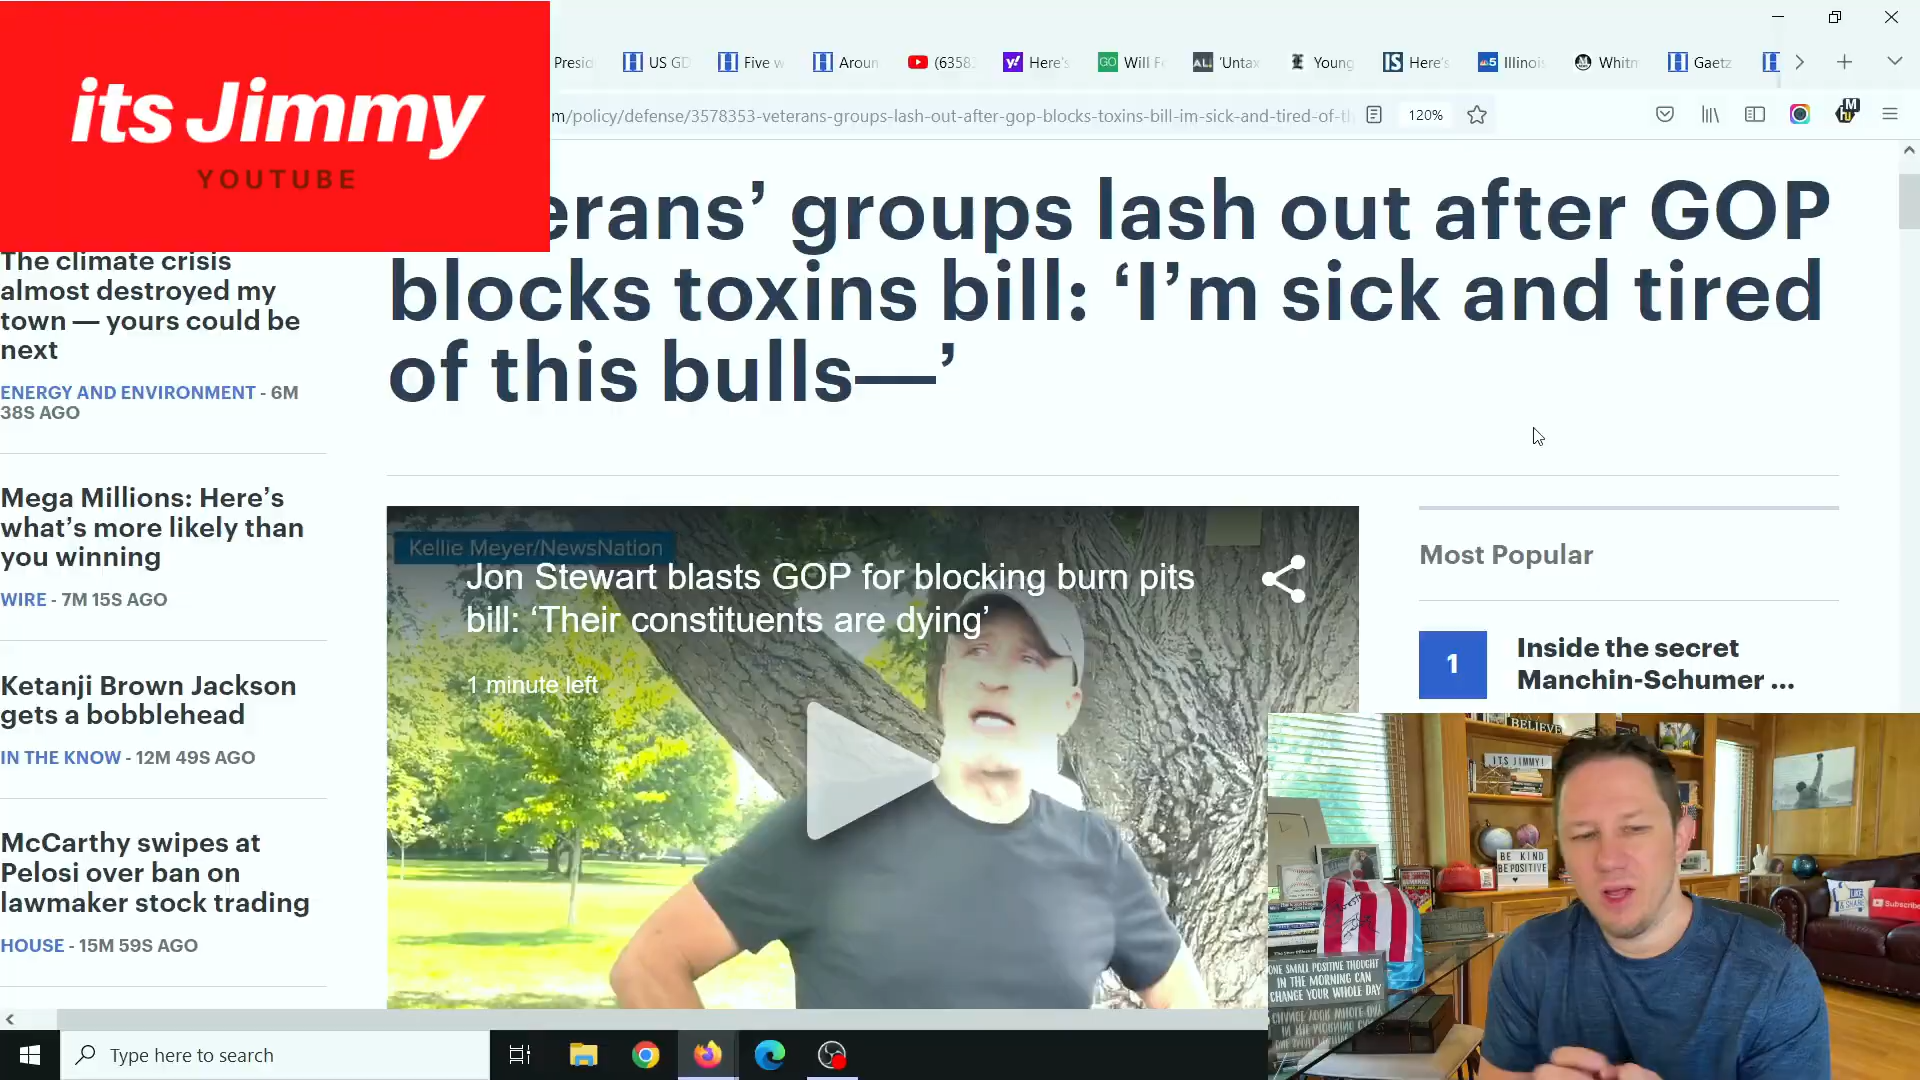 its Jimmy
YOUTUBE
Presid
US GD
Five w
Aroun
(6358
Here's
Will Fe
'Untax
Young
Here's
Illinois
Whitn
Gaetz
m/policy/defense/3578353-veterans-groups-lash-out-after-gop-blocks-toxins-bill-im-sick-and-tired-of-th
120%
erans’ groups lash out after GOP
blocks toxins bill: ‘I’m sick and tired
of this bulls—’
The climate crisis
almost destroyed my
town — yours could be
next
ENERGY AND ENVIRONMENT - 6M
38S AGO
Mega Millions: Here’s
what’s more likely than
you winning
WIRE - 7M 15S AGO
Ketanji Brown Jackson
gets a bobblehead
IN THE KNOW - 12M 49S AGO
McCarthy swipes at
Pelosi over ban on
lawmaker stock trading
HOUSE - 15M 59S AGO
Kellie Meyer/NewsNation
Jon Stewart blasts GOP for blocking burn pits
bill: ‘Their constituents are dying’
1 minute left
Most Popular
1
Inside the secret
Manchin-Schumer ...
BELIEVE
ITS JIMMY!
BE KIND
BE POSITIVE
LIKE
& SHARE
Subscribe
ONE SMALL POSITIVE THOUGHT
IN THE MORNING CAN
CHANGE YOUR WHOLE DAY
Type here to search